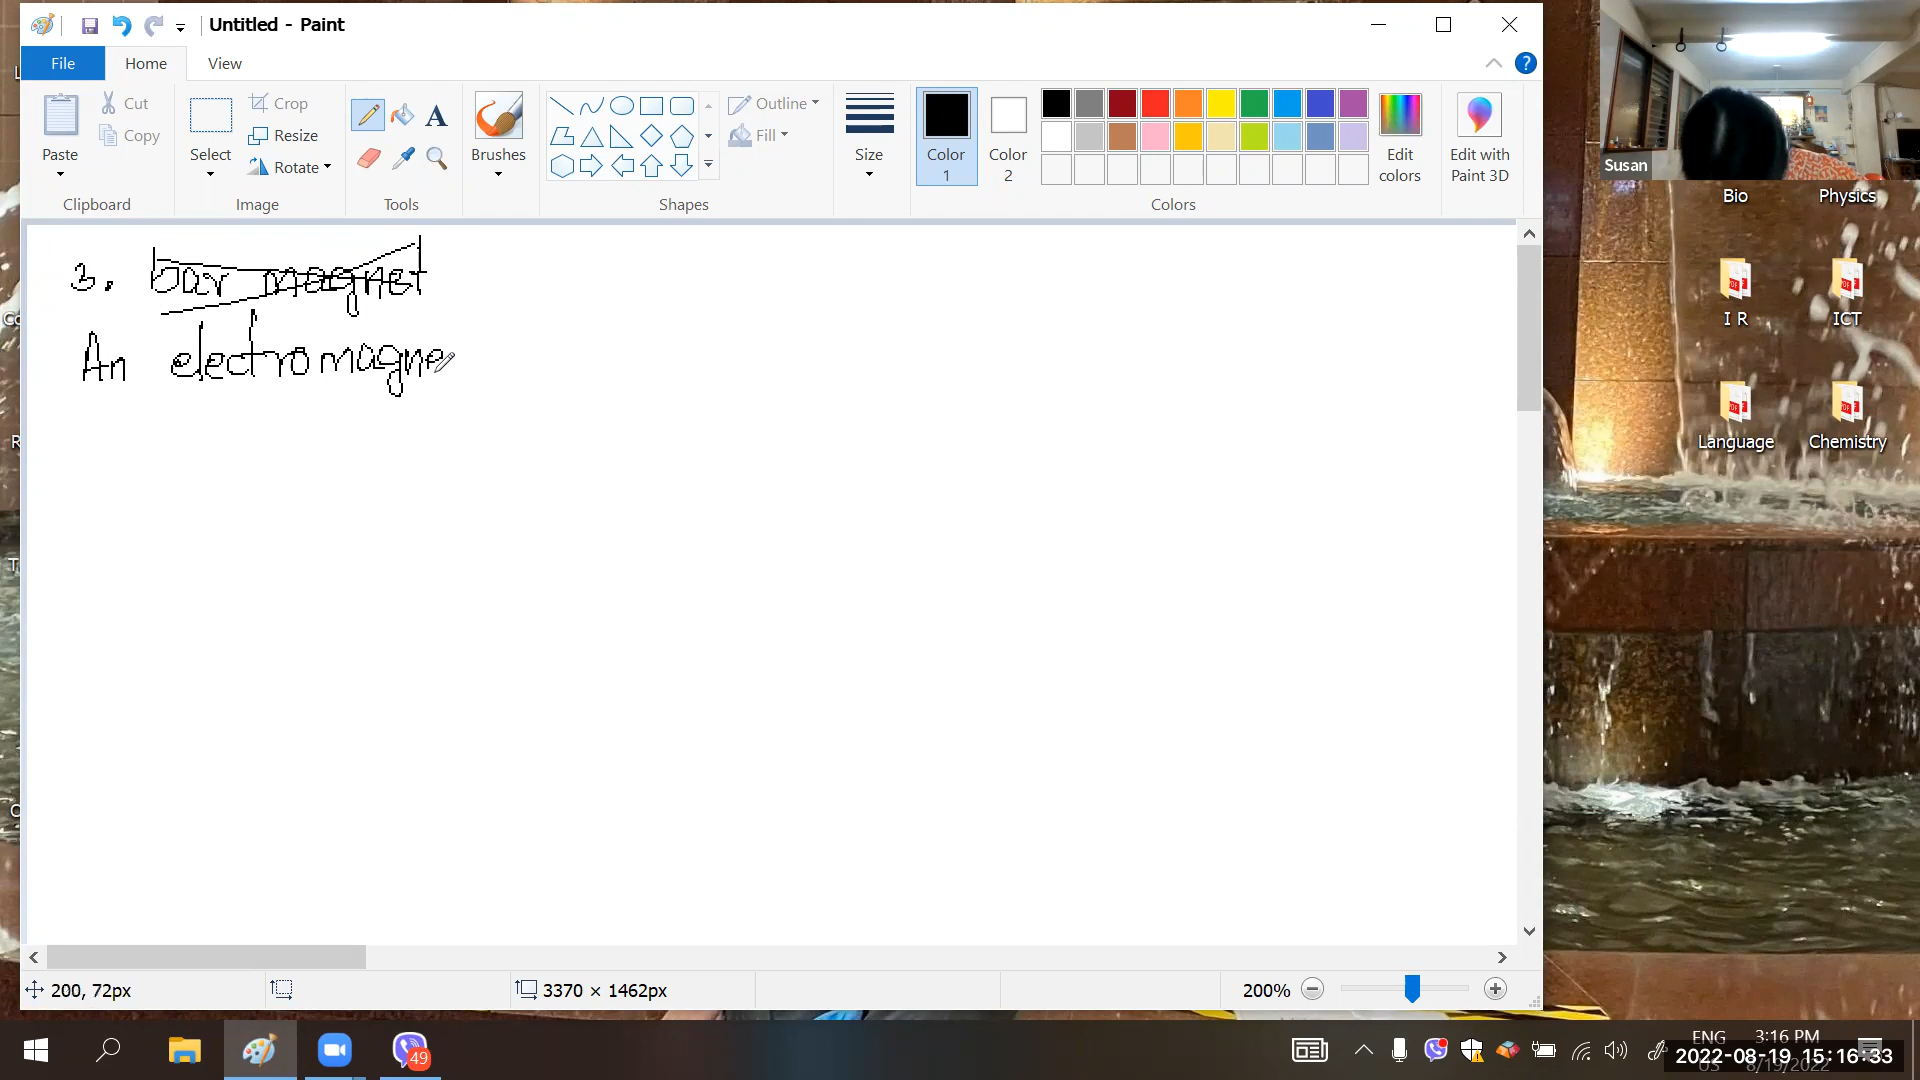 Untitled - Paint
File Home View
Paste Cut Copy Clipboard
Select Crop Resize Rotate Image
Tools
Brushes
Outline Fill Shapes
Size
Color 1 Color 2 Edit colors Edit with Paint 3D Colors
Susan
3. bar magnet
An electromagne
Bio Physics
I R ICT
Language Chemistry
200, 72px 3370 × 1462px 200%
49
ENG 3:16 PM
2022-08-19 15:16:33
8/19/2022